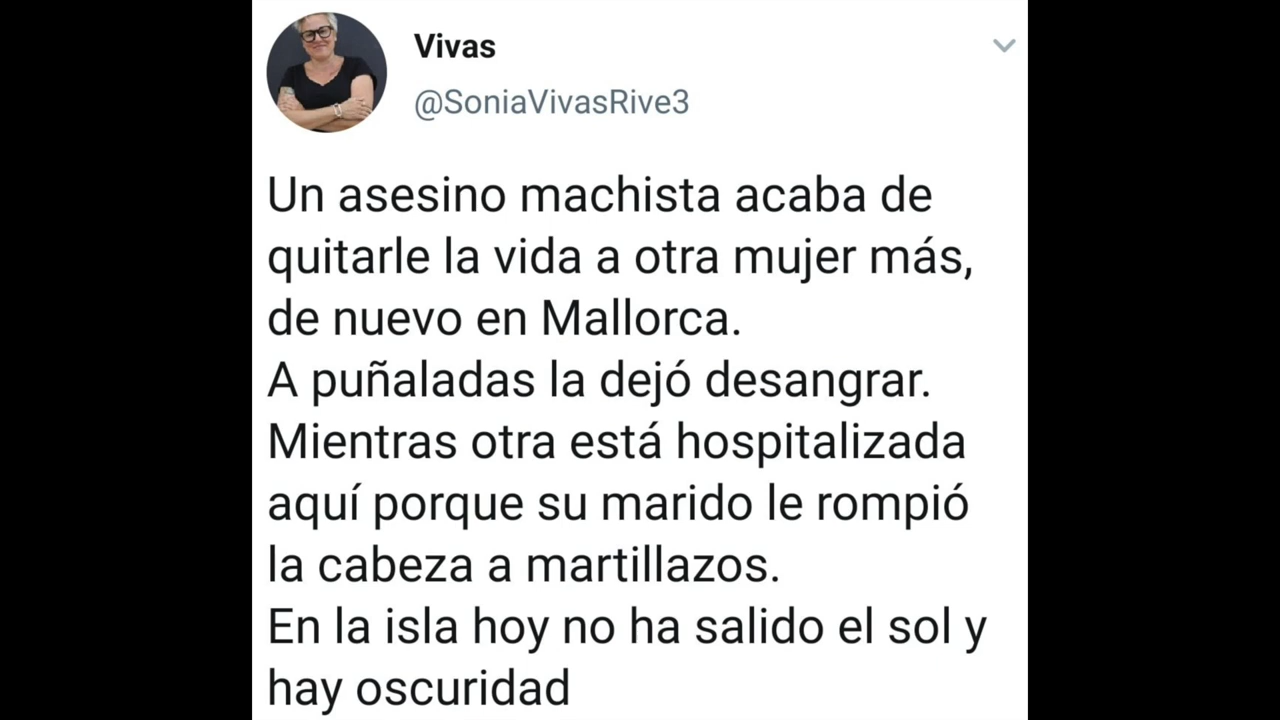 Vivas
@SoniaVivasRive3
Un asesino machista acaba de
quitarle la vida a otra mujer más,
de nuevo en Mallorca.
A puñaladas la dejó desangrar.
Mientras otra está hospitalizada
aquí porque su marido le rompió
la cabeza a martillazos.
En la isla hoy no ha salido el sol y
hay oscuridad